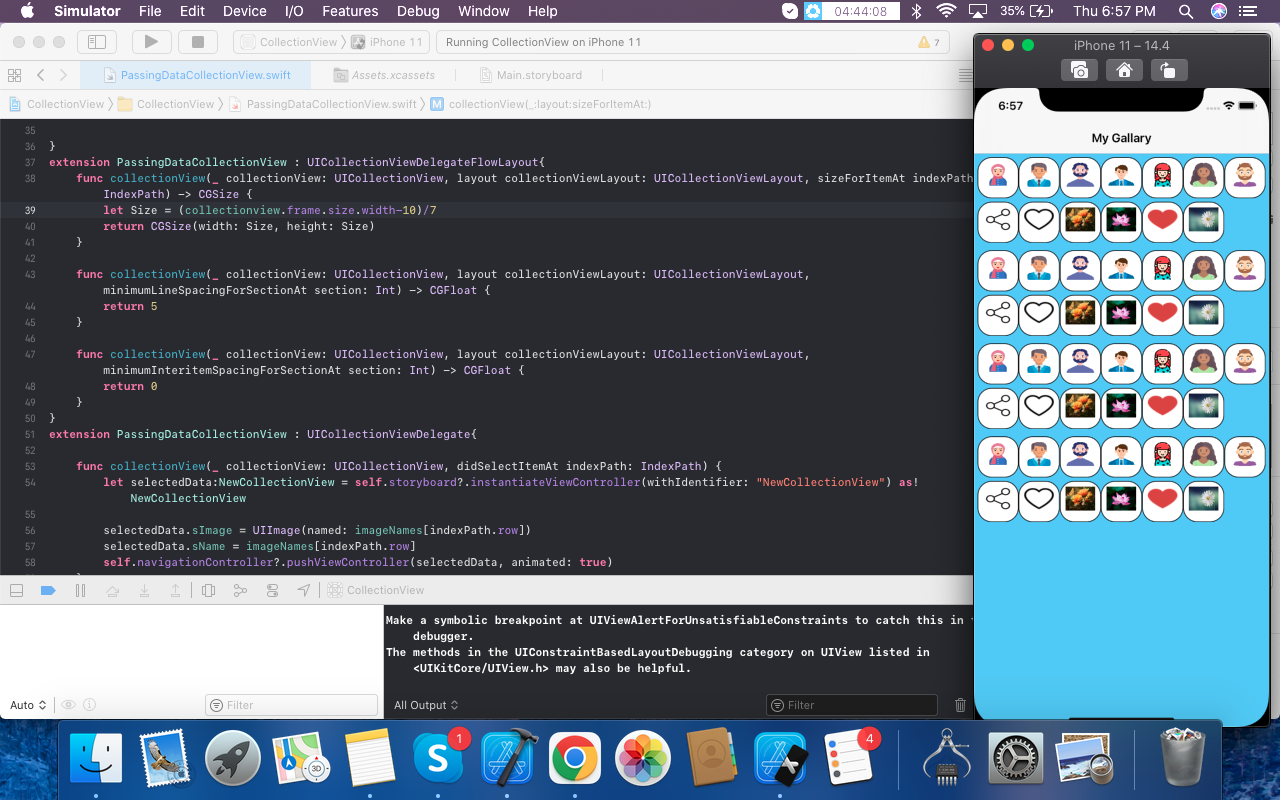 Simulator File Edit Device I/O Features Debug Window Help 04:44:08 35% Thu 6:57 PM
CollectionView 〉 iPhone 11 Running CollectionView on iPhone 11 7
PassingDataCollectionView.swift Assets.xcassets Main.storyboard
CollectionView 〉 CollectionView 〉 PassingDataCollectionView.swift 〉 M collectionView(_:layout:sizeForItemAt:)
35
36 }
37 extension PassingDataCollectionView : UICollectionViewDelegateFlowLayout{
38 func collectionView(_ collectionView: UICollectionView, layout collectionViewLayout: UICollectionViewLayout, sizeForItemAt indexPath
IndexPath) -> CGSize {
39 let Size = (collectionview.frame.size.width-10)/7
40 return CGSize(width: Size, height: Size)
41 }
42
43 func collectionView(_ collectionView: UICollectionView, layout collectionViewLayout: UICollectionViewLayout,
minimumLineSpacingForSectionAt section: Int) -> CGFloat {
44 return 5
45 }
46
47 func collectionView(_ collectionView: UICollectionView, layout collectionViewLayout: UICollectionViewLayout,
minimumInteritemSpacingForSectionAt section: Int) -> CGFloat {
48 return 0
49 }
50 }
51 extension PassingDataCollectionView : UICollectionViewDelegate{
52
53 func collectionView(_ collectionView: UICollectionView, didSelectItemAt indexPath: IndexPath) {
54 let selectedData:NewCollectionView = self.storyboard?.instantiateViewController(withIdentifier: "NewCollectionView") as!
NewCollectionView
55
56 selectedData.sImage = UIImage(named: imageNames[indexPath.row])
57 selectedData.sName = imageNames[indexPath.row]
58 self.navigationController?.pushViewController(selectedData, animated: true)
CollectionView
Make a symbolic breakpoint at UIViewAlertForUnsatisfiableConstraints to catch this in
debugger.
The methods in the UIConstraintBasedLayoutDebugging category on UIView listed in
<UIKitCore/UIView.h> may also be helpful.
Auto Filter All Output Filter
iPhone 11 – 14.4
6:57
My Gallary
1
3D
4